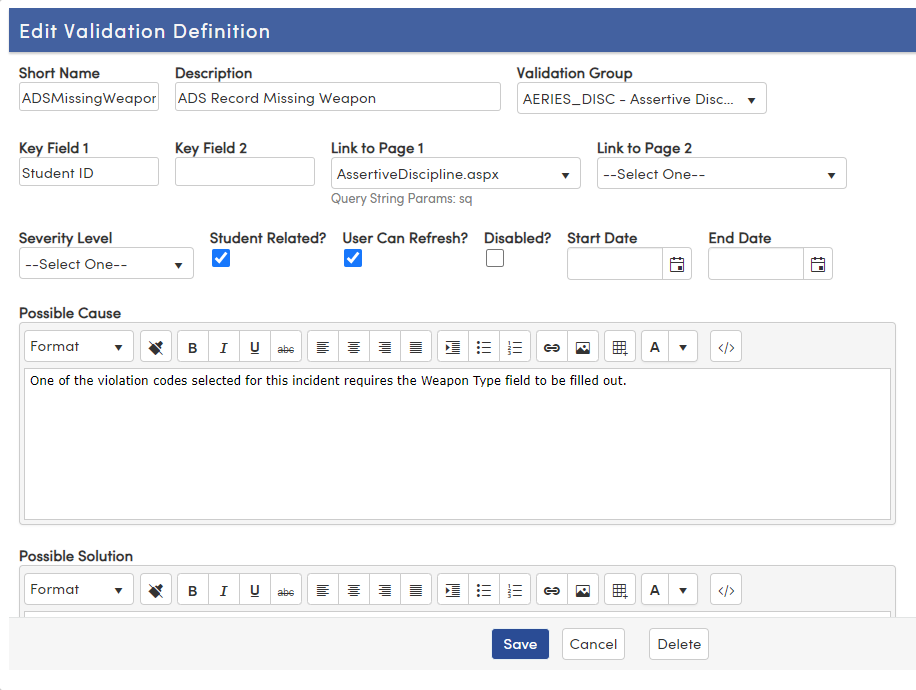 Edit Validation Definition
Short Name Description Validation Group
ADSMissingWeapor ADS Record Missing Weapon AERIES_DISC - Assertive Disc...
Key Field 1 Key Field 2 Link to Page 1 Link to Page 2
Student ID AssertiveDiscipline.aspx --Select One--
Query String Params: sq
Severity Level Student Related? User Can Refresh? Disabled? Start Date End Date
--Select One--
Possible Cause
Format B I U abc A </>
One of the violation codes selected for this incident requires the Weapon Type field to be filled out.
Possible Solution
Format B I U abc A </>
Save Cancel Delete